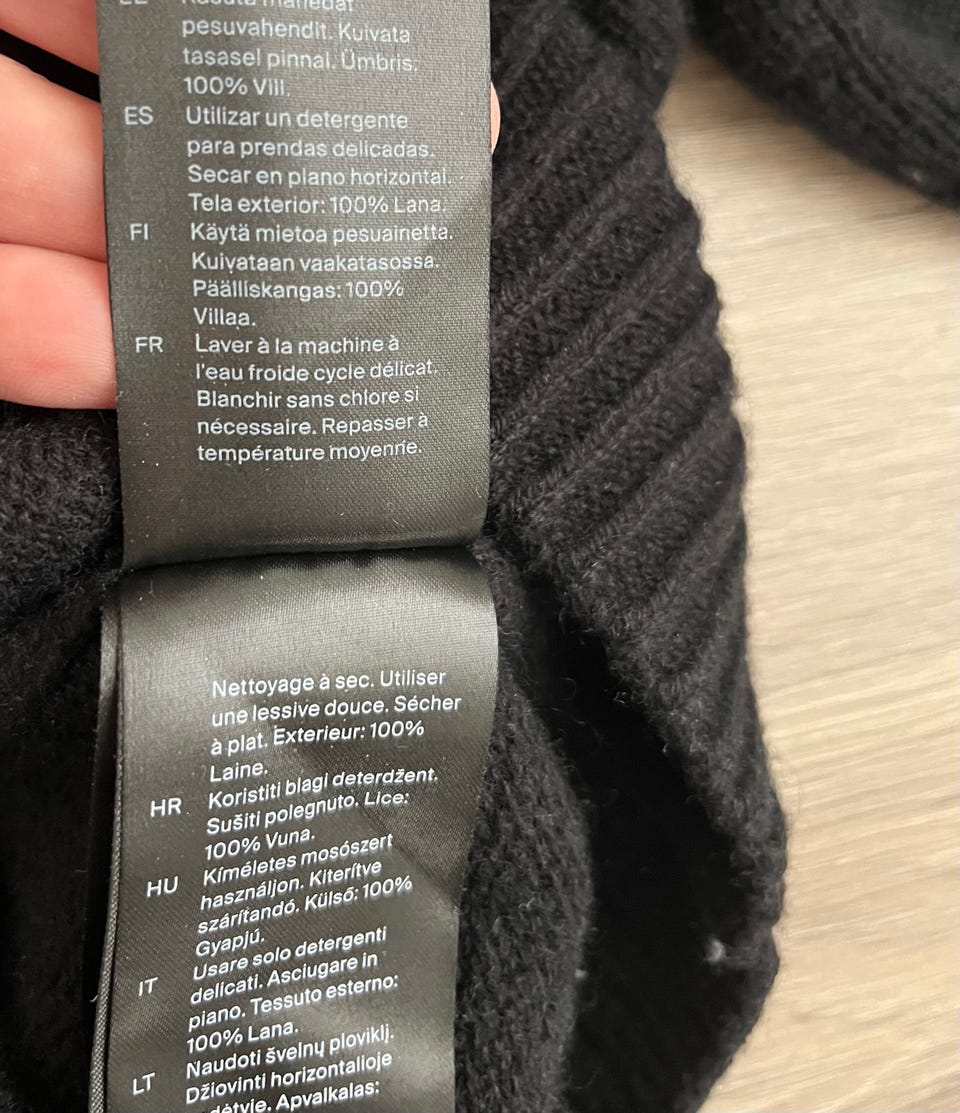 pesuvahendit. Kuivata
tasasel pinnal. Ümbris:
100% Vill.
ES Utilizar un detergente
para prendas delicadas.
Secar en plano horizontal.
Tela exterior: 100% Lana.
FI Käytä mietoa pesuainetta.
Kuivataan vaakatasossa.
Päälliskangas: 100%
Villaa.
FR Laver à la machine à
l'eau froide cycle délicat.
Blanchir sans chlore si
nécessaire. Repasser à
température moyenne.
Nettoyage à sec. Utiliser
une lessive douce. Sécher
à plat. Exterieur: 100%
Laine.
HR Koristiti blagi deterdžent.
Sušiti polegnuto. Lice:
100% Vuna.
HU Kíméletes mosószert
használjon. Kiterítve
szárítandó. Külső: 100%
Gyapjú.
IT Usare solo detergenti
delicati. Asciugare in
piano. Tessuto esterno:
100% Lana.
LT Naudoti švelnų ploviklį.
Džiovinti horizontalioje
Apvalkalas: